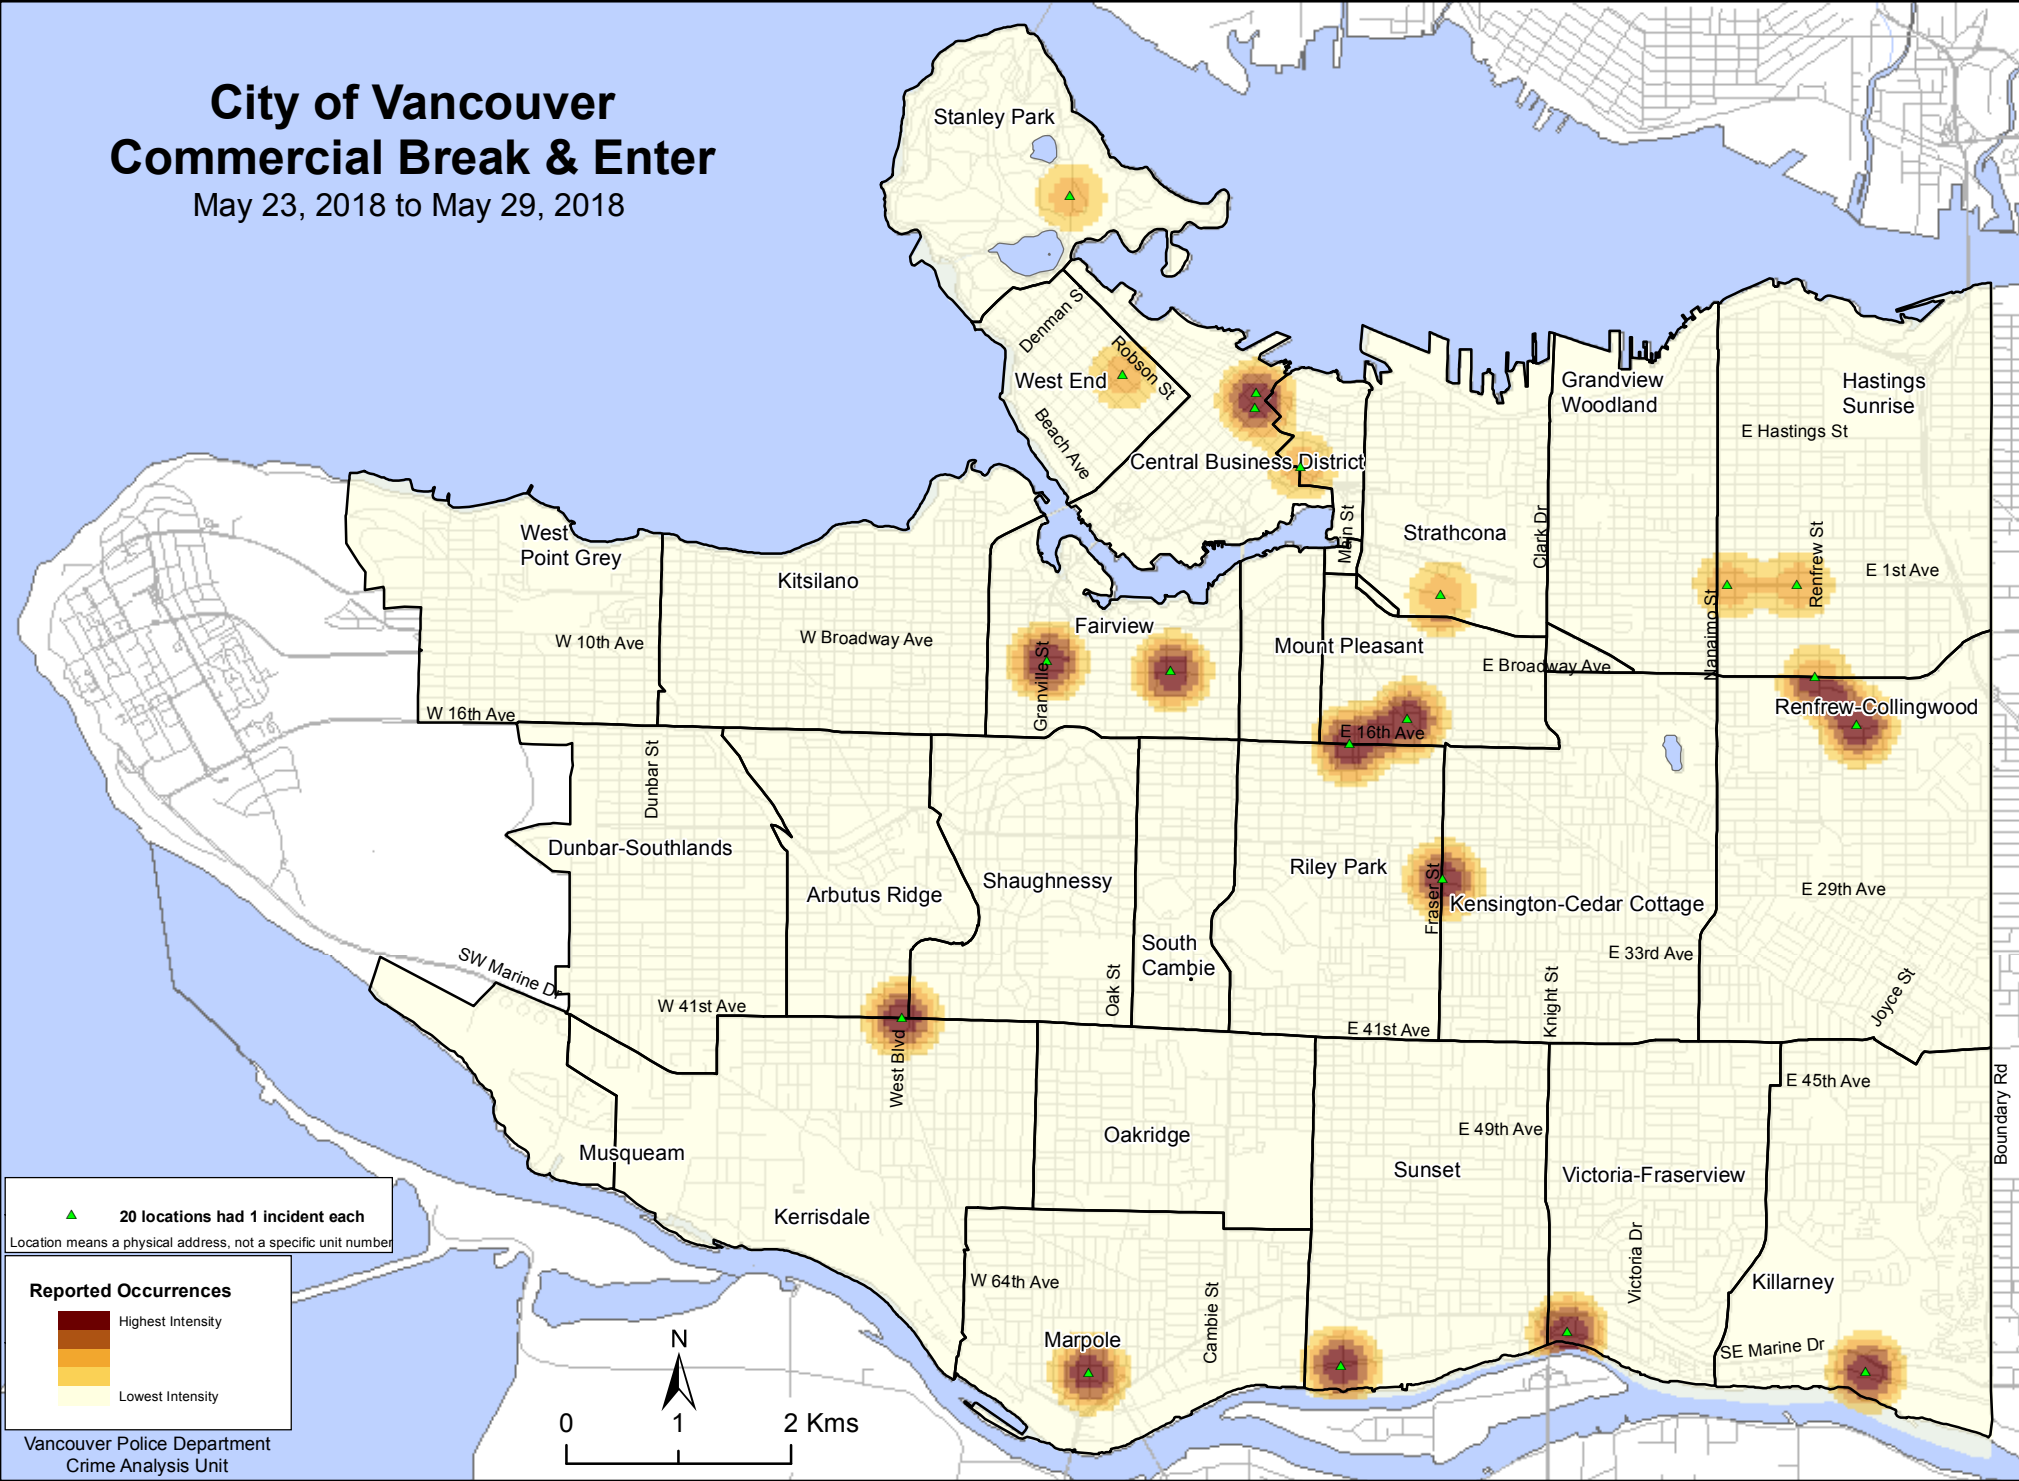 City of Vancouver
Commercial Break & Enter
May 23, 2018 to May 29, 2018
Stanley Park
Denman S
Robson St
West End
Beach Ave
Central Business District
Grandview
Woodland
Hastings
Sunrise
E Hastings St
Main St
Strathcona
Clark Dr
Nanaimo St
Renfrew St
E 1st Ave
West
Point Grey
Kitsilano
W 10th Ave
W Broadway Ave
Fairview
Granville St
Mount Pleasant
E Broadway Ave
W 16th Ave
E 16th Ave
Renfrew-Collingwood
Dunbar St
Dunbar-Southlands
Arbutus Ridge
Shaughnessy
South
Cambie
Riley Park
Fraser St
Kensington-Cedar Cottage
E 29th Ave
E 33rd Ave
SW Marine Dr
W 41st Ave
Oak St
E 41st Ave
Knight St
Joyce St
West Blvd
E 45th Ave
Boundary Rd
Musqueam
Oakridge
E 49th Ave
Sunset
Victoria-Fraserview
Kerrisdale
W 64th Ave
Cambie St
Victoria Dr
Killarney
Marpole
SE Marine Dr
20 locations had 1 incident each
Location means a physical address, not a specific unit number
Reported Occurrences
Highest Intensity
Lowest Intensity
Vancouver Police Department
Crime Analysis Unit
N
0 1 2 Kms